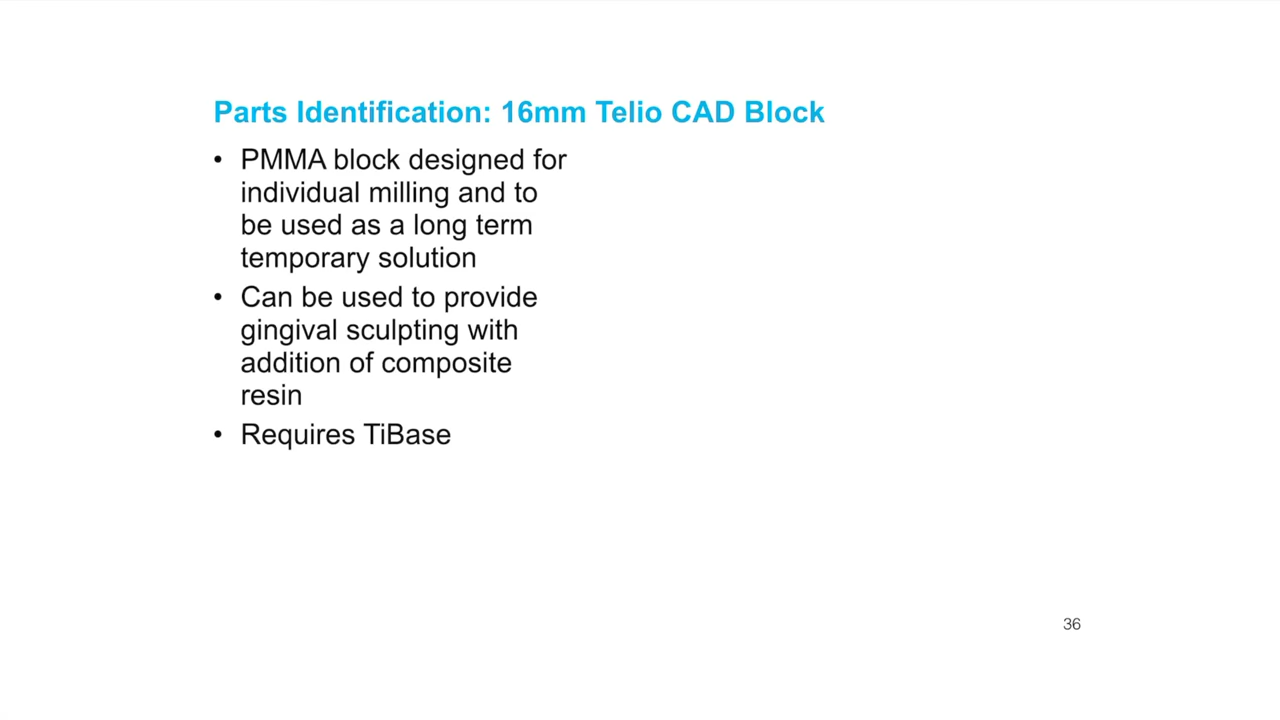 Parts Identification: 16mm Telio CAD Block
• PMMA block designed for
individual milling and to
be used as a long term
temporary solution
• Can be used to provide
gingival sculpting with
addition of composite
resin
• Requires TiBase
36